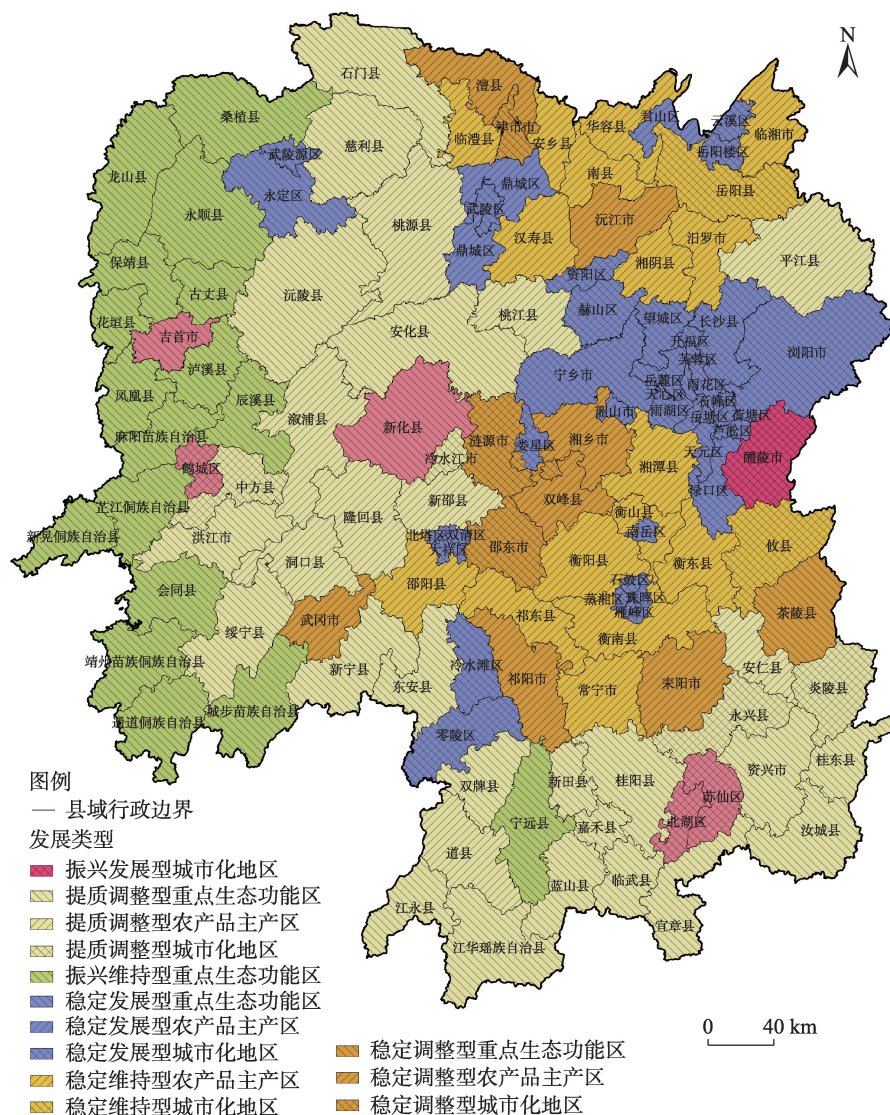 N
石门县
澧县
桑植县
津市市
君山区
云溪区
临澧县
安乡县
华容县
临湘市
武陵源区
慈利县
岳阳楼区
龙山县
南县
鼎城区
岳阳县
永定区
武陵区
永顺县
桃源县
沅江市
汉寿县
汨罗市
鼎城区
保靖县
湘阴县
平江县
资阳区
古丈县
沅陵县
花垣县
桃江县
赫山区
望城区
长沙县
吉首市
安化县
开福区
芙蓉区
浏阳市
泸溪县
宁乡市
岳麓区
雨花区
凤凰县
辰溪县
天心区
石峰区
溆浦县
新化县
韶山市
雨湖区
岳塘区
荷塘区
麻阳苗族自治县
涟源市
娄星区
湘乡市
芦淞区
鹤城区
冷水江市
湘潭县
天元区
醴陵市
中方县
渌口区
芷江侗族自治县
新邵县
双峰县
隆回县
衡山县
新晃侗族自治县
洪江市
北塔区
双清区
南岳区
大祥区
邵东市
攸县
洞口县
衡阳县
衡东县
会同县
邵阳县
石鼓区
蒸湘区
珠晖区
雁峰区
茶陵县
武冈市
祁东县
绥宁县
衡南县
靖州苗族侗族自治县
新宁县
冷水滩区
安仁县
东安县
祁阳市
常宁市
耒阳市
炎陵县
通道侗族自治县
城步苗族自治县
永兴县
零陵区
桂东县
资兴市
图例
双牌县
新田县
桂阳县
县域行政边界
苏仙区
宁远县
北湖区
汝城县
发展类型
嘉禾县
道县
振兴发展型城市化地区
临武县
蓝山县
提质调整型重点生态功能区
江永县
提质调整型农产品主产区
宜章县
提质调整型城市化地区
江华瑶族自治县
振兴维持型重点生态功能区
稳定发展型重点生态功能区
稳定发展型农产品主产区
0 40 km
稳定发展型城市化地区
稳定调整型重点生态功能区
稳定维持型农产品主产区
稳定调整型农产品主产区
稳定维持型城市化地区
稳定调整型城市化地区